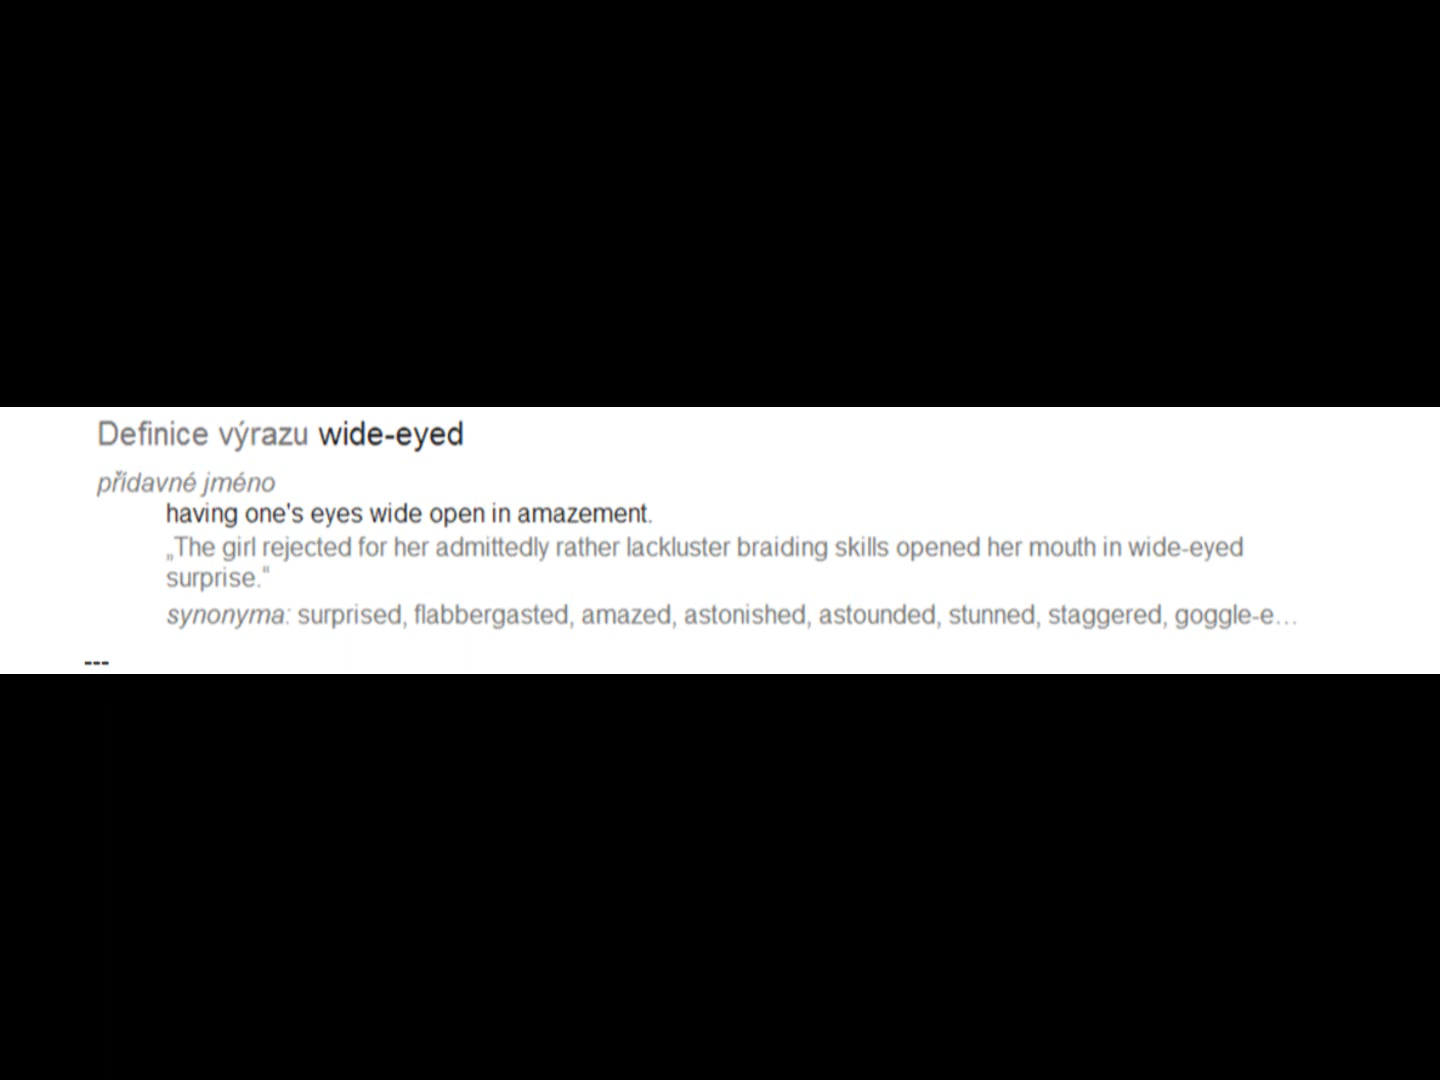 Definice výrazu wide-eyed
přídavné jméno
having one's eyes wide open in amazement.
„The girl rejected for her admittedly rather lackluster braiding skills opened her mouth in wide-eyed
surprise.“
synonyma: surprised, flabbergasted, amazed, astonished, astounded, stunned, staggered, goggle-e…
---